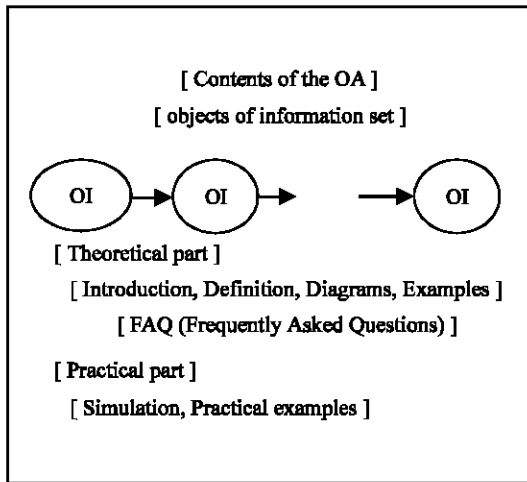 [ Contents of the OA ]
[ objects of information set ]
OI OI OI
[ Theoretical part ]
[ Introduction, Definition, Diagrams, Examples ]
[ FAQ (Frequently Asked Questions) ]
[ Practical part ]
[ Simulation, Practical examples ]